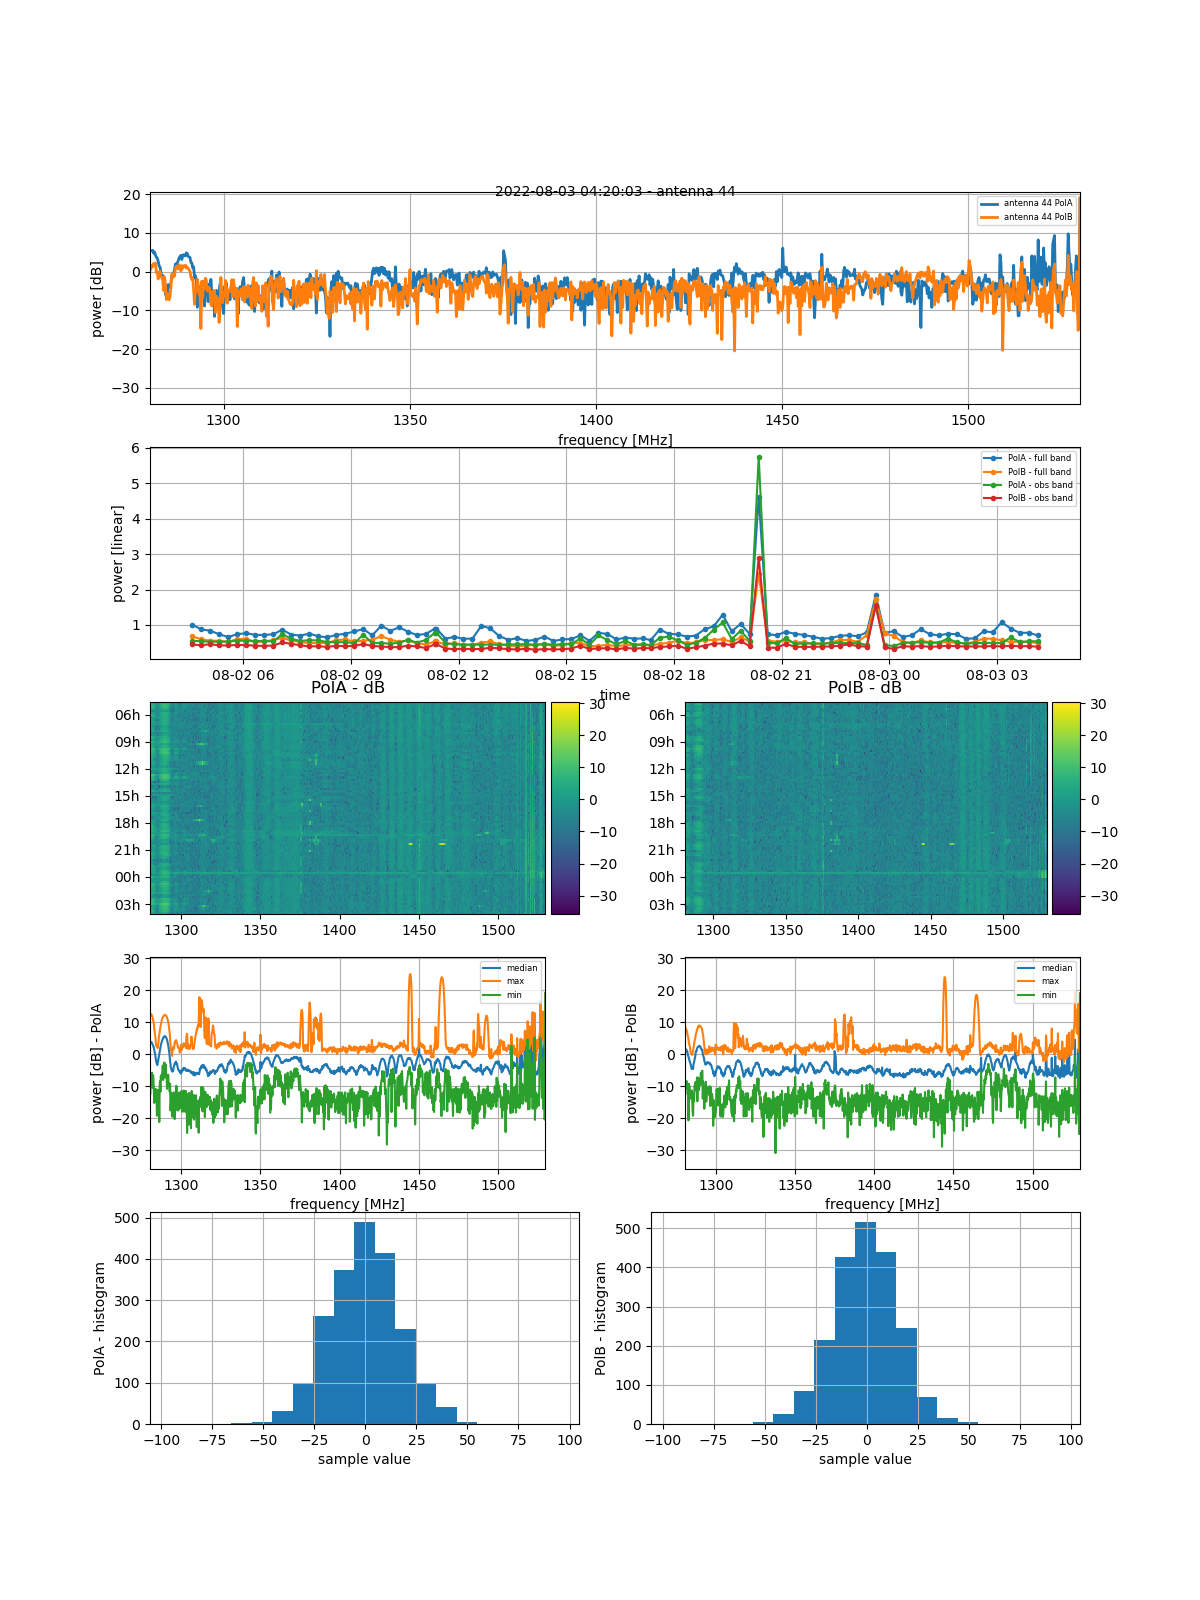 2022-08-03 04:20:03 - antenna 44
20
10
0
−10
−20
−30
power [dB]
antenna 44 PolA
antenna 44 PolB
1300 1350 1400 1450 1500
frequency [MHz]
6
5
4
3
2
1
power [linear]
PolA - full band
PolB - full band
PolA - obs band
PolB - obs band
08-02 06 08-02 09 08-02 12 08-02 15 08-02 18 08-02 21 08-03 00 08-03 03
time
PolA - dB
06h
09h
12h
15h
18h
21h
00h
03h
1300 1350 1400 1450 1500
30
20
10
0
−10
−20
−30
PolB - dB
06h
09h
12h
15h
18h
21h
00h
03h
1300 1350 1400 1450 1500
30
20
10
0
−10
−20
−30
30
20
10
0
−10
−20
−30
power [dB] - PolA
median
max
min
1300 1350 1400 1450 1500
frequency [MHz]
30
20
10
0
−10
−20
−30
power [dB] - PolB
median
max
min
1300 1350 1400 1450 1500
frequency [MHz]
500
400
300
200
100
0
PolA - histogram
−100 −75 −50 −25 0 25 50 75 100
sample value
500
400
300
200
100
0
PolB - histogram
−100 −75 −50 −25 0 25 50 75 100
sample value